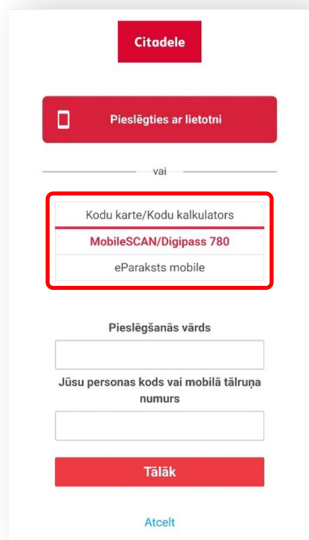 Citadele
Pieslēgties ar lietotni
vai
Kodu karte/Kodu kalkulators
MobileSCAN/Digipass 780
eParaksts mobile
Pieslēgšanās vārds
Jūsu personas kods vai mobilā tālruņa
numurs
Tālāk
Atcelt